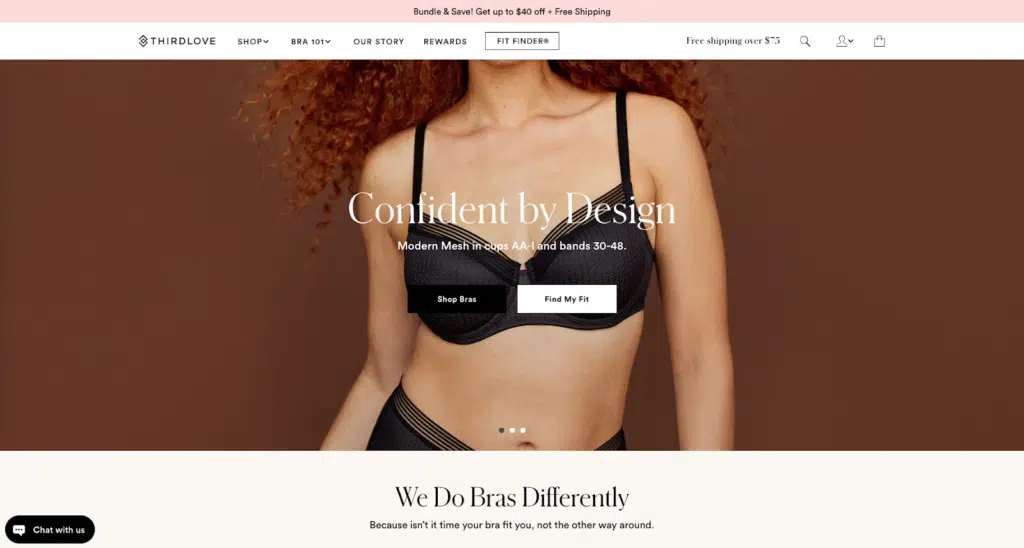 Bundle & Save! Get up to $40 off + Free Shipping
THIRDLOVE
SHOP
BRA 101
OUR STORY
REWARDS
FIT FINDER®
Free shipping over $75
Confident by Design
Modern Mesh in cups AA-I and bands 30-48.
Shop Bras
Find My Fit
We Do Bras Differently
Because isn't it time your bra fit you, not the other way around.
Chat with us